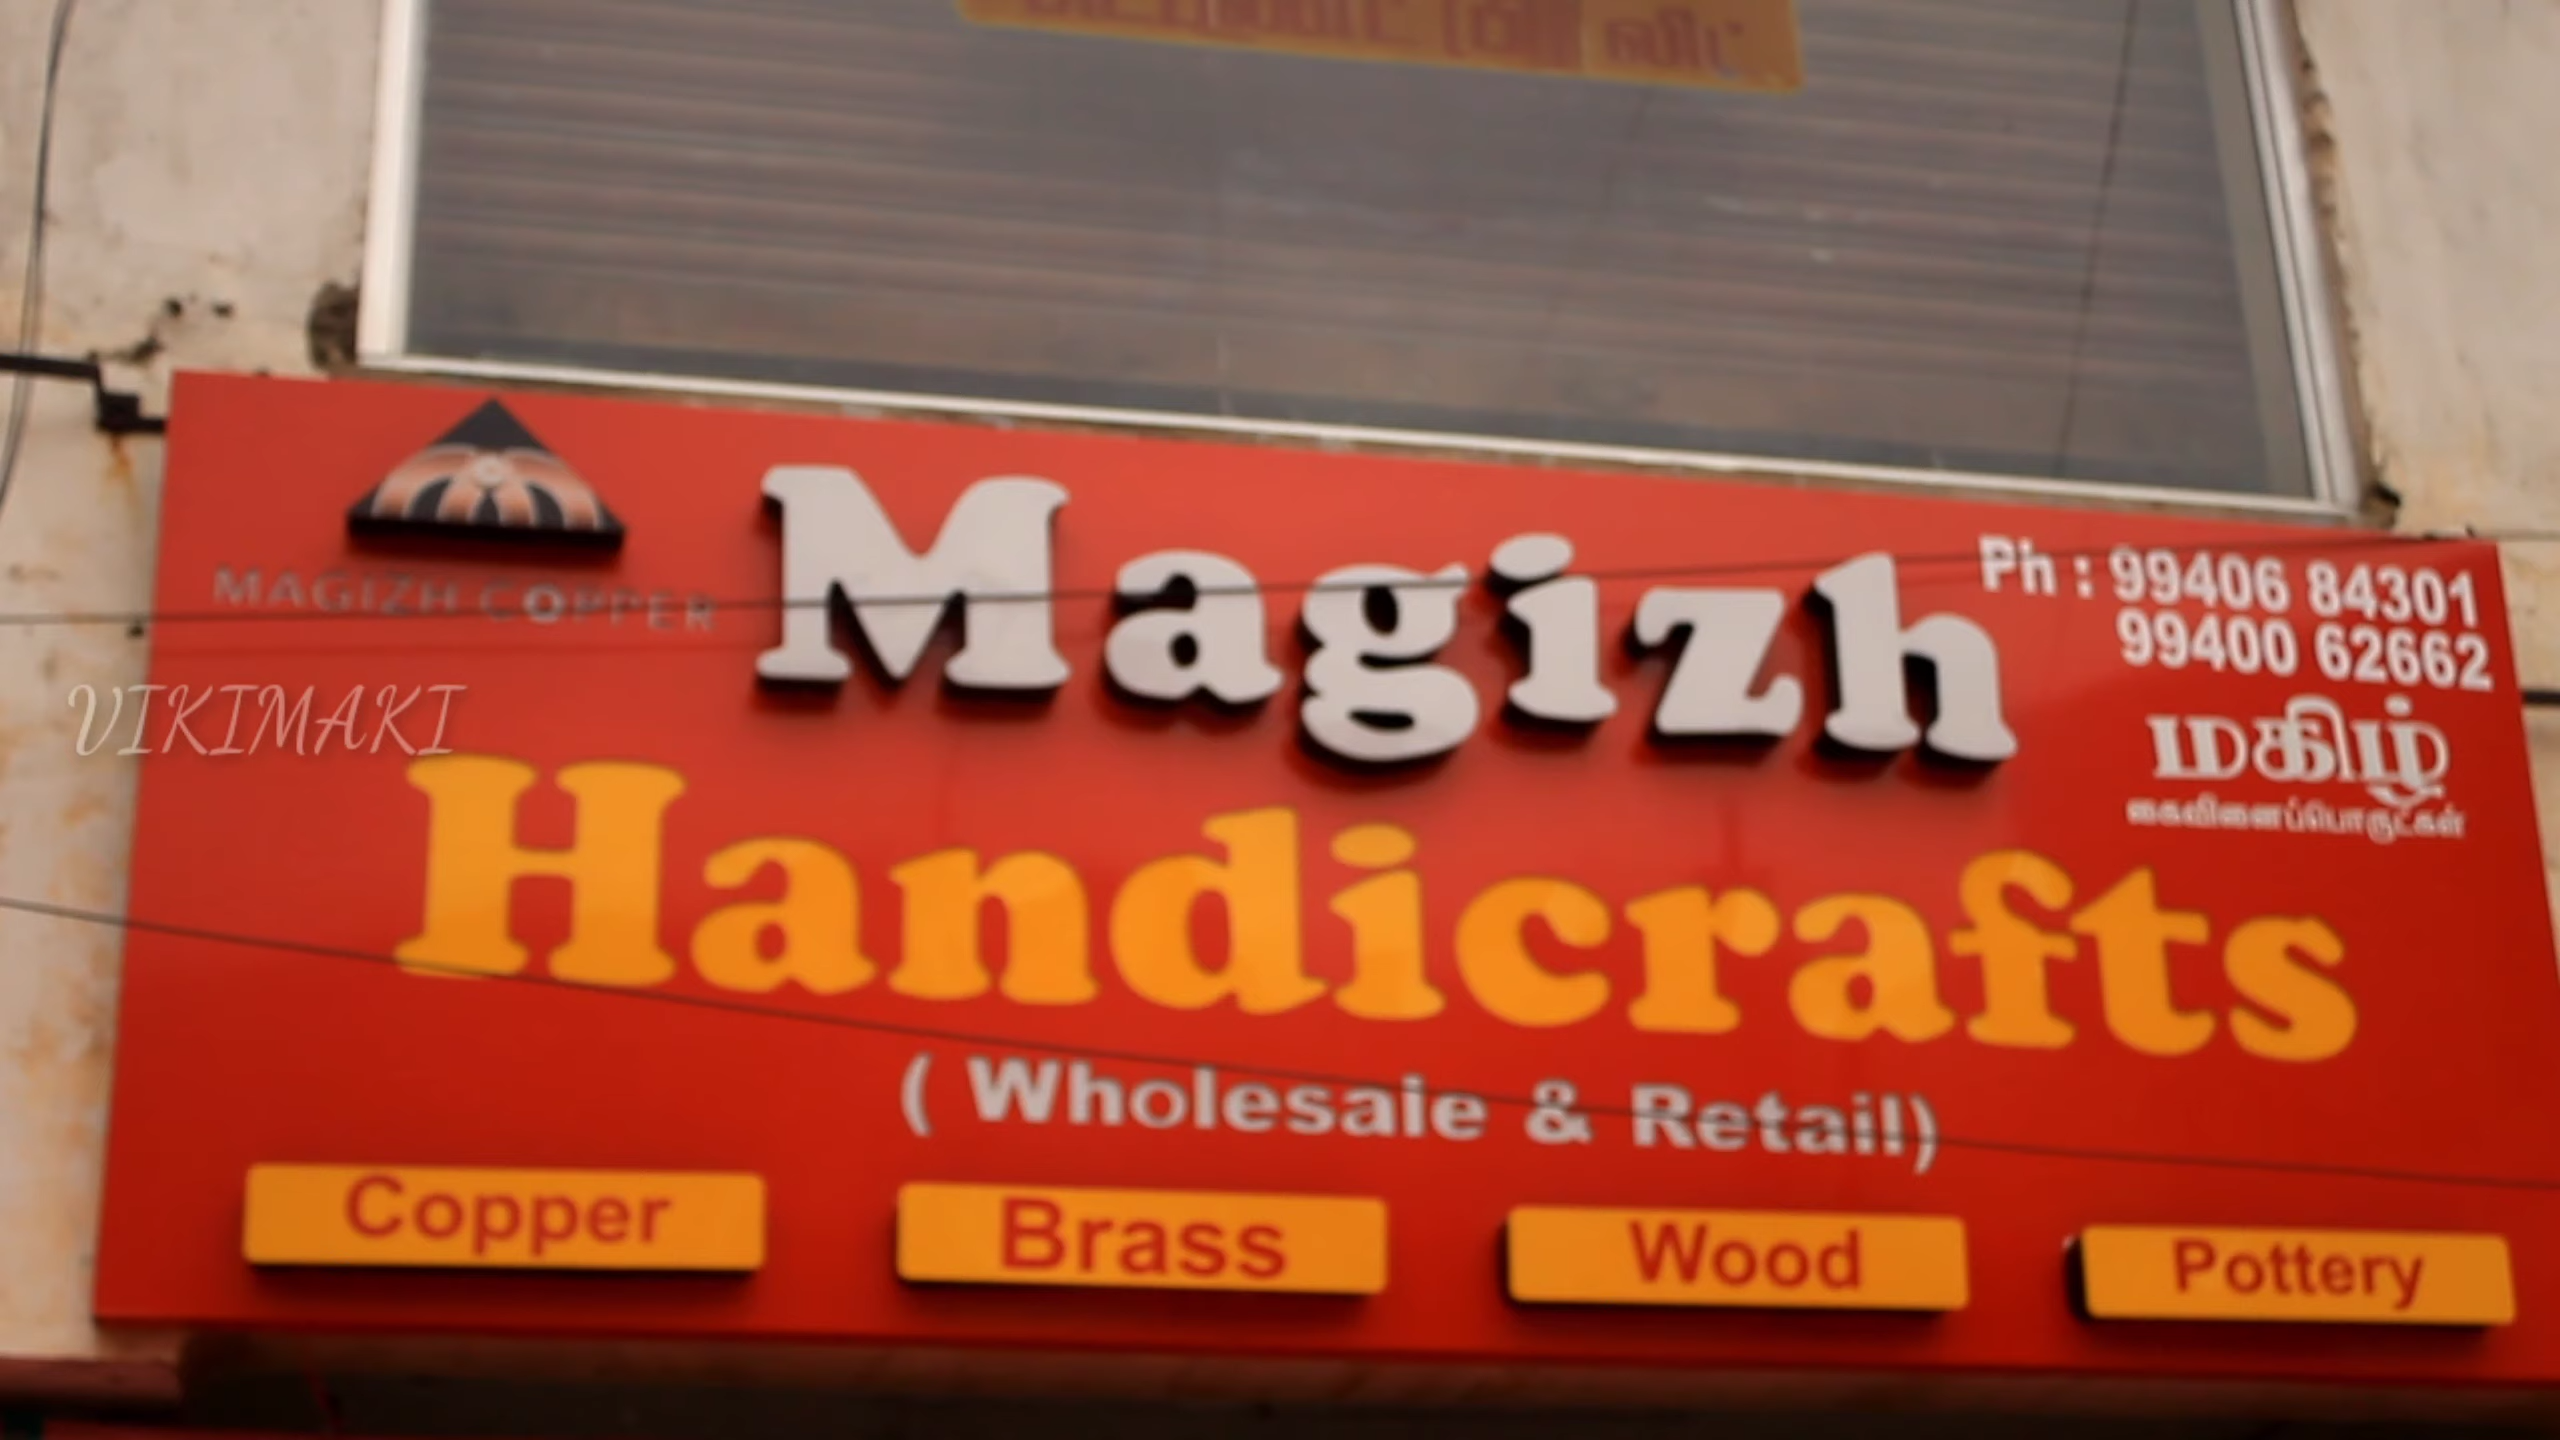 MAGIZH COPPER
Magizh
Ph : 99406 84301
99400 62662
மகிழ்
கைவினைப்பொருட்கள்
VIKIMAKI
Handicrafts
( Wholesale & Retail)
Copper
Brass
Wood
Pottery